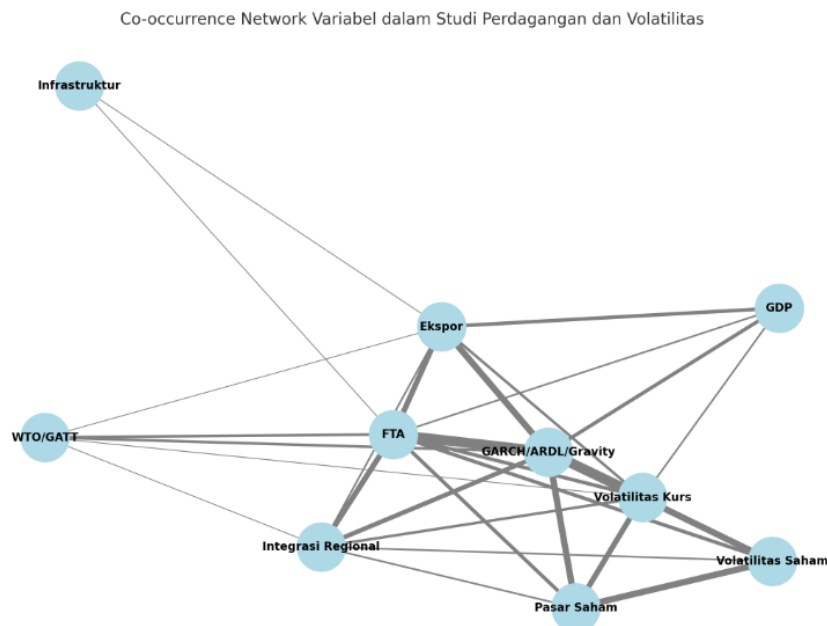 Co-occurrence Network Variabel dalam Studi Perdagangan dan Volatilitas
Infrastruktur
GDP
Ekspor
FTA
WTO/GATT
GARCH/ARDL/Gravity
Volatilitas Kurs
Integrasi Regional
Volatilitas Saham
Pasar Saham